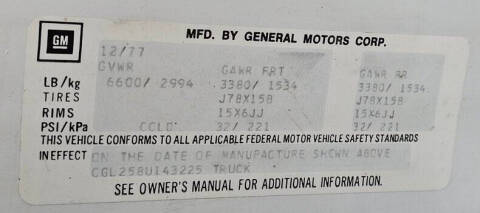 GM
MFD. BY GENERAL MOTORS CORP.
12/77
GVWR GAWR FRT GAWR RR
LB/kg 6600/ 2994 3380/ 1534 3380/ 1534
TIRES J78X15B J78X15B
RIMS 15X6JJ 15X6JJ
PSI/kPa COLD 32/ 221 32/ 221
THIS VEHICLE CONFORMS TO ALL APPLICABLE FEDERAL MOTOR VEHICLE SAFETY STANDARDS
IN EFFECT ON THE DATE OF MANUFACTURE SHOWN ABOVE
CGL258U143225 TRUCK
SEE OWNER'S MANUAL FOR ADDITIONAL INFORMATION.